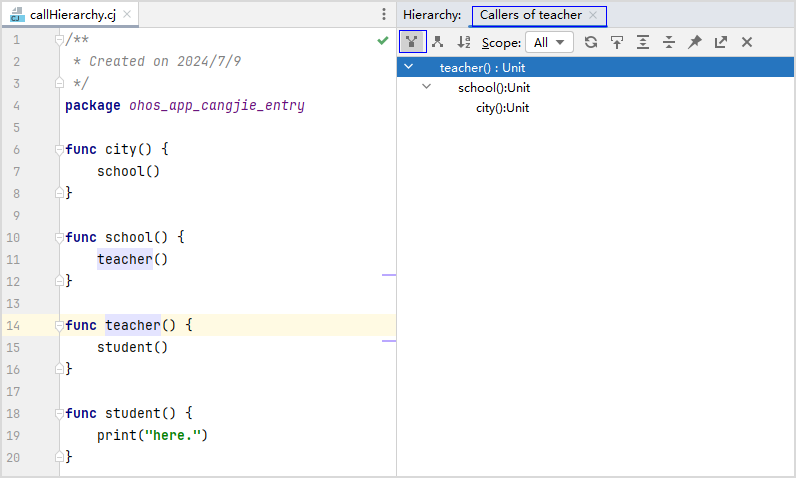 callHierarchy.cj
1 /**
2  * Created on 2024/7/9
3  */
4 package ohos_app_cangjie_entry
5
6 func city() {
7     school()
8 }
9
10 func school() {
11     teacher()
12 }
13
14 func teacher() {
15     student()
16 }
17
18 func student() {
19     print("here.")
20 }
Hierarchy: Callers of teacher
Scope: All
teacher() : Unit
school():Unit
city():Unit